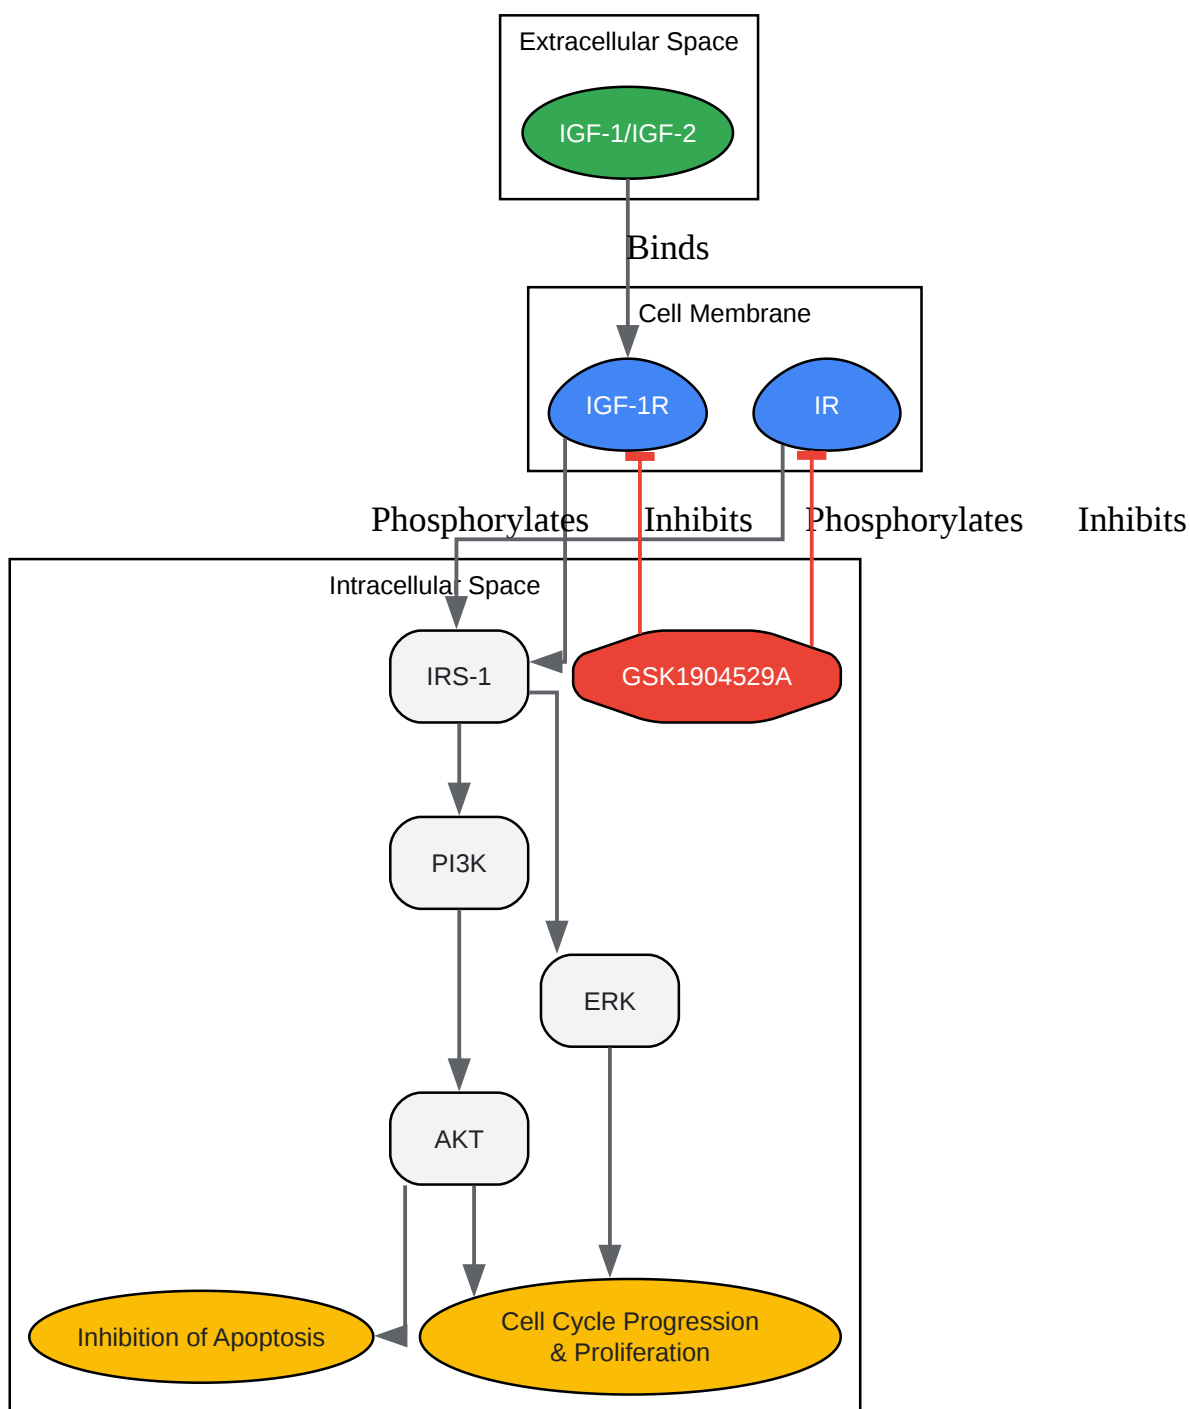 Extracellular Space
IGF-1/IGF-2
Binds
Cell Membrane
IGF-1R
IR
Phosphorylates
Inhibits
Phosphorylates
Inhibits
Intracellular Space
IRS-1
GSK1904529A
PI3K
ERK
AKT
Inhibition of Apoptosis
Cell Cycle Progression
& Proliferation